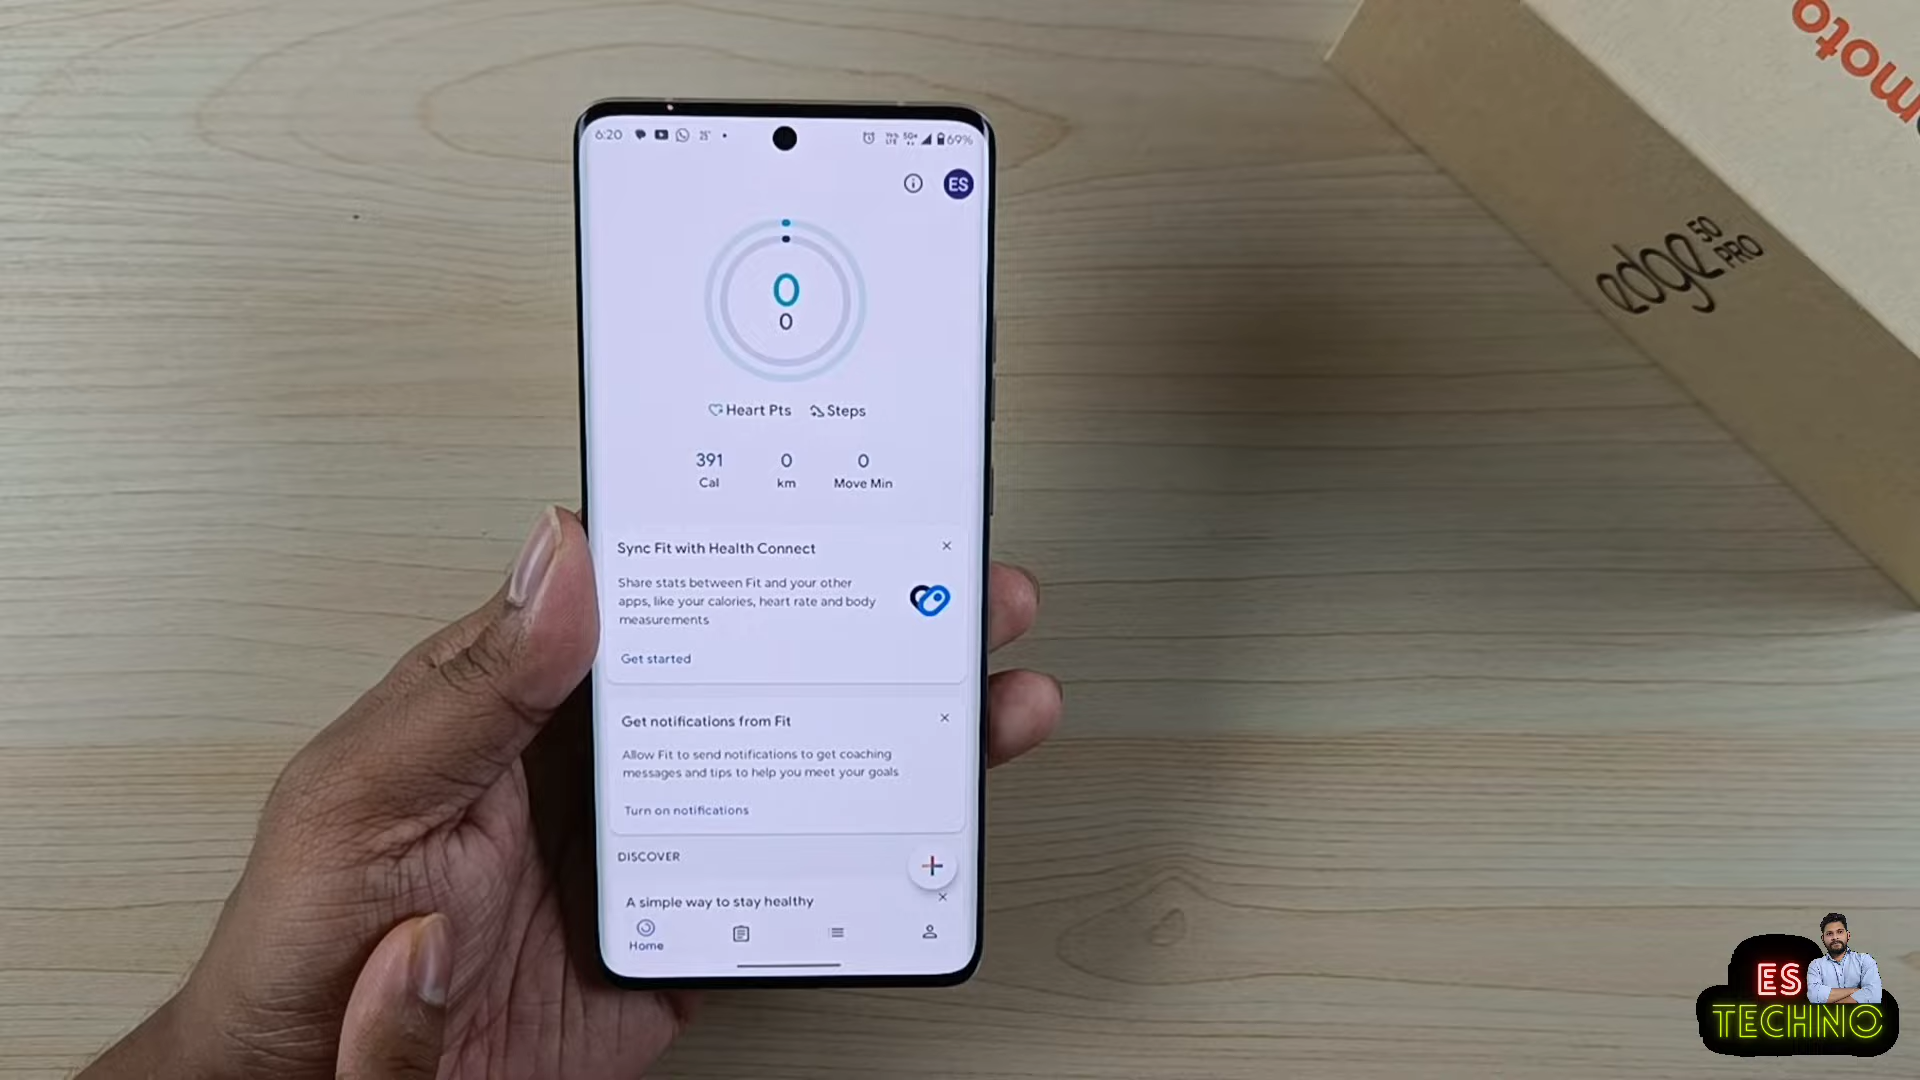 6:20
25°
5G+
69%
ES
0
0
Heart Pts Steps
391 0 0
Cal km Move Min
Sync Fit with Health Connect
Share stats between Fit and your other
apps, like your calories, heart rate and body
measurements
Get started
Get notifications from Fit
Allow Fit to send notifications to get coaching
messages and tips to help you meet your goals
Turn on notifications
DISCOVER
A simple way to stay healthy
Home
moto
edge 50
PRO
ES
TECHNO